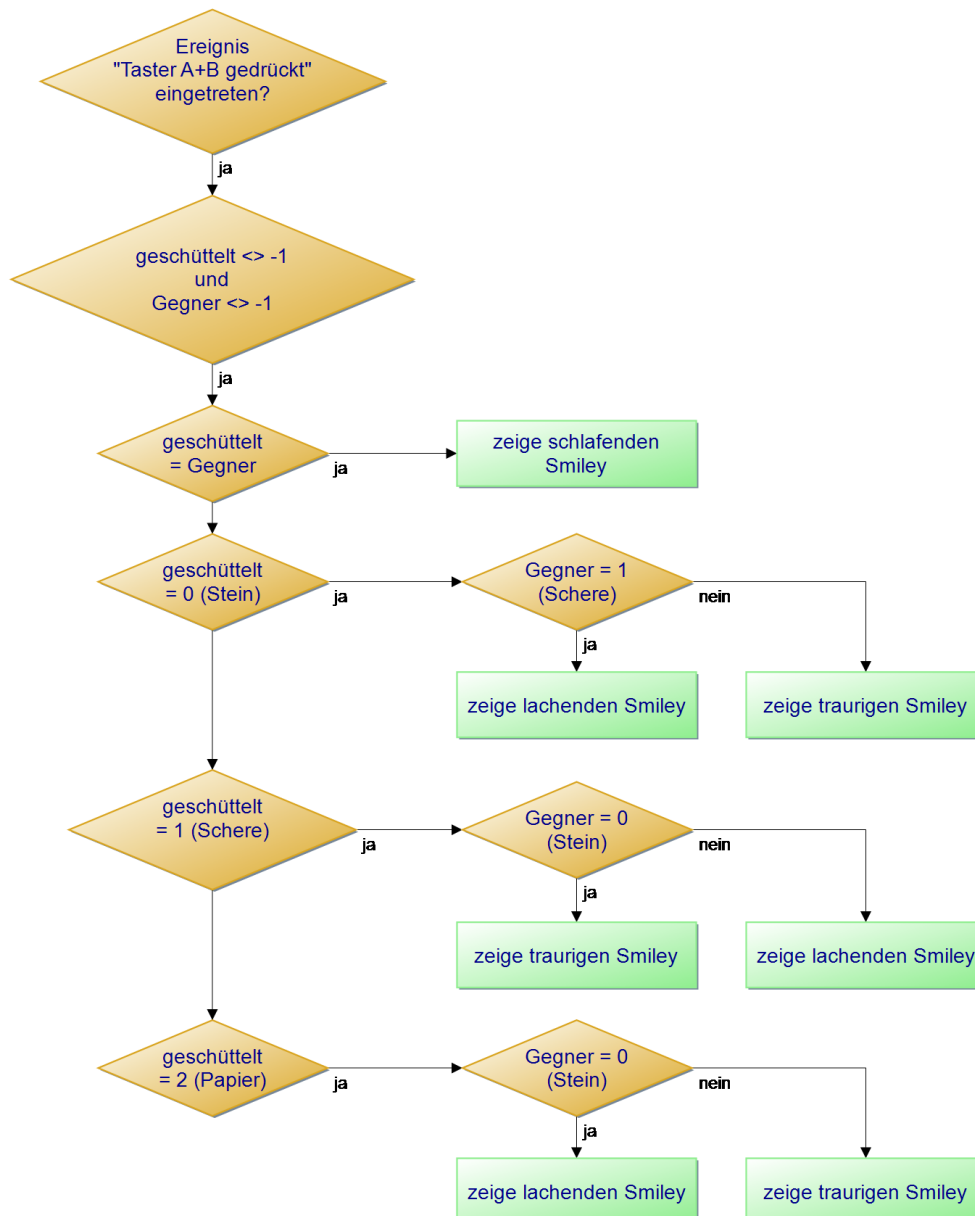 Ereignis
"Taster A+B gedrückt"
eingetreten?
ja
geschüttelt <> -1
und
Gegner <> -1
ja
geschüttelt
= Gegner
ja
zeige schlafenden
Smiley
geschüttelt
= 0 (Stein)
ja
Gegner = 1
(Schere)
nein
ja
zeige lachenden Smiley
zeige traurigen Smiley
geschüttelt
= 1 (Schere)
ja
Gegner = 0
(Stein)
nein
ja
zeige traurigen Smiley
zeige lachenden Smiley
geschüttelt
= 2 (Papier)
ja
Gegner = 0
(Stein)
nein
ja
zeige lachenden Smiley
zeige traurigen Smiley